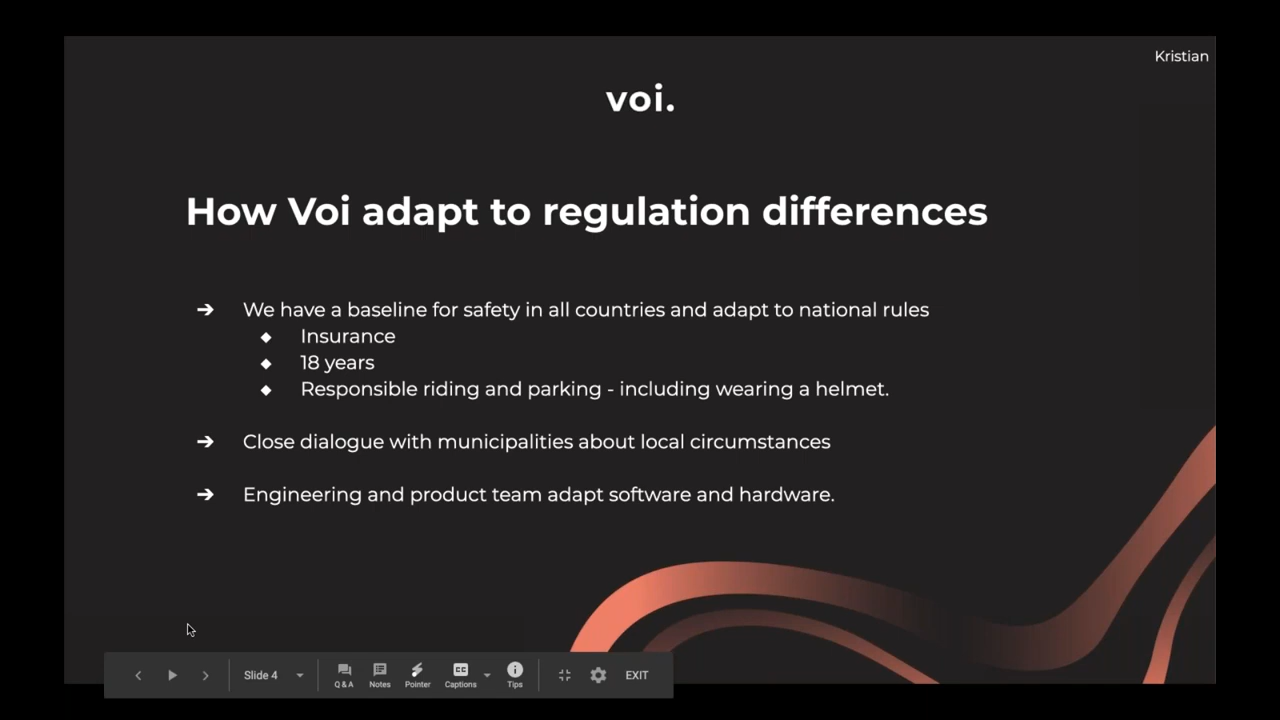 Kristian
voi.
How Voi adapt to regulation differences
➔ We have a baseline for safety in all countries and adapt to national rules
◆ Insurance
◆ 18 years
◆ Responsible riding and parking - including wearing a helmet.
➔ Close dialogue with municipalities about local circumstances
➔ Engineering and product team adapt software and hardware.
Slide 4 Q&A Notes Pointer CC Captions Tips EXIT